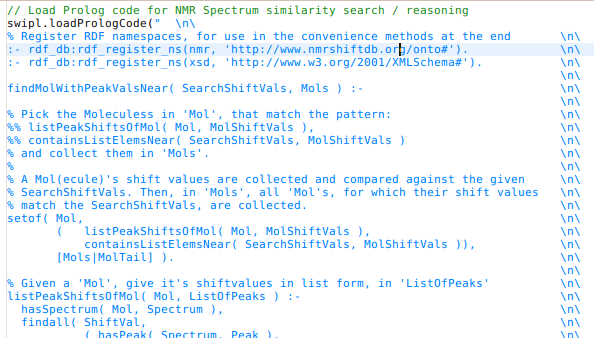 // Load Prolog code for NMR Spectrum similarity search / reasoning
swipl.loadPrologCode(" \n\
% Register RDF namespaces, for use in the convenience methods at the end \n\
:- rdf_db:rdf_register_ns(nmr, 'http://www.nmrshiftdb.org/onto#'). \n\
:- rdf_db:rdf_register_ns(xsd, 'http://www.w3.org/2001/XMLSchema#'). \n\
\n\
findMolWithPeakValsNear( SearchShiftVals, Mols ) :- \n\
\n\
% Pick the Moleculess in 'Mol', that match the pattern: \n\
%% listPeakShiftsOfMol( Mol, MolShiftVals ), \n\
%% containsListElemsNear( SearchShiftVals, MolShiftVals ) \n\
% and collect them in 'Mols'. \n\
% \n\
% A Mol(ecule)'s shift values are collected and compared against the given \n\
% SearchShiftVals. Then, in 'Mols', all 'Mol's, for which their shift values \n\
% match the SearchShiftVals, are collected. \n\
setof( Mol, \n\
( listPeakShiftsOfMol( Mol, MolShiftVals ), \n\
containsListElemsNear( SearchShiftVals, MolShiftVals )), \n\
[Mols|MolTail] ). \n\
\n\
% Given a 'Mol', give it's shiftvalues in list form, in 'ListOfPeaks' \n\
listPeakShiftsOfMol( Mol, ListOfPeaks ) :- \n\
hasSpectrum( Mol, Spectrum ), \n\
findall( ShiftVal, \n\
( hasPeak( Spectrum, Peak ), \n\